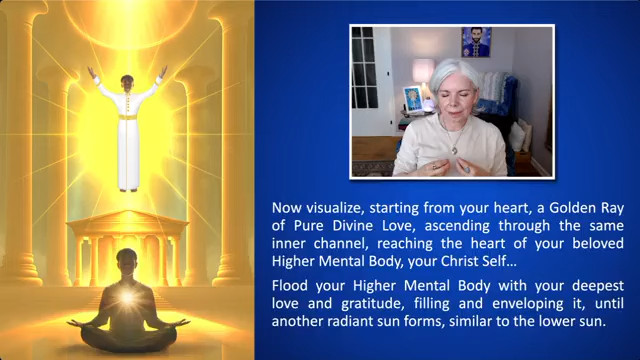 Now visualize, starting from your heart, a Golden Ray
of Pure Divine Love, ascending through the same
inner channel, reaching the heart of your beloved
Higher Mental Body, your Christ Self...
Flood your Higher Mental Body with your deepest
love and gratitude, filling and enveloping it, until
another radiant sun forms, similar to the lower sun.